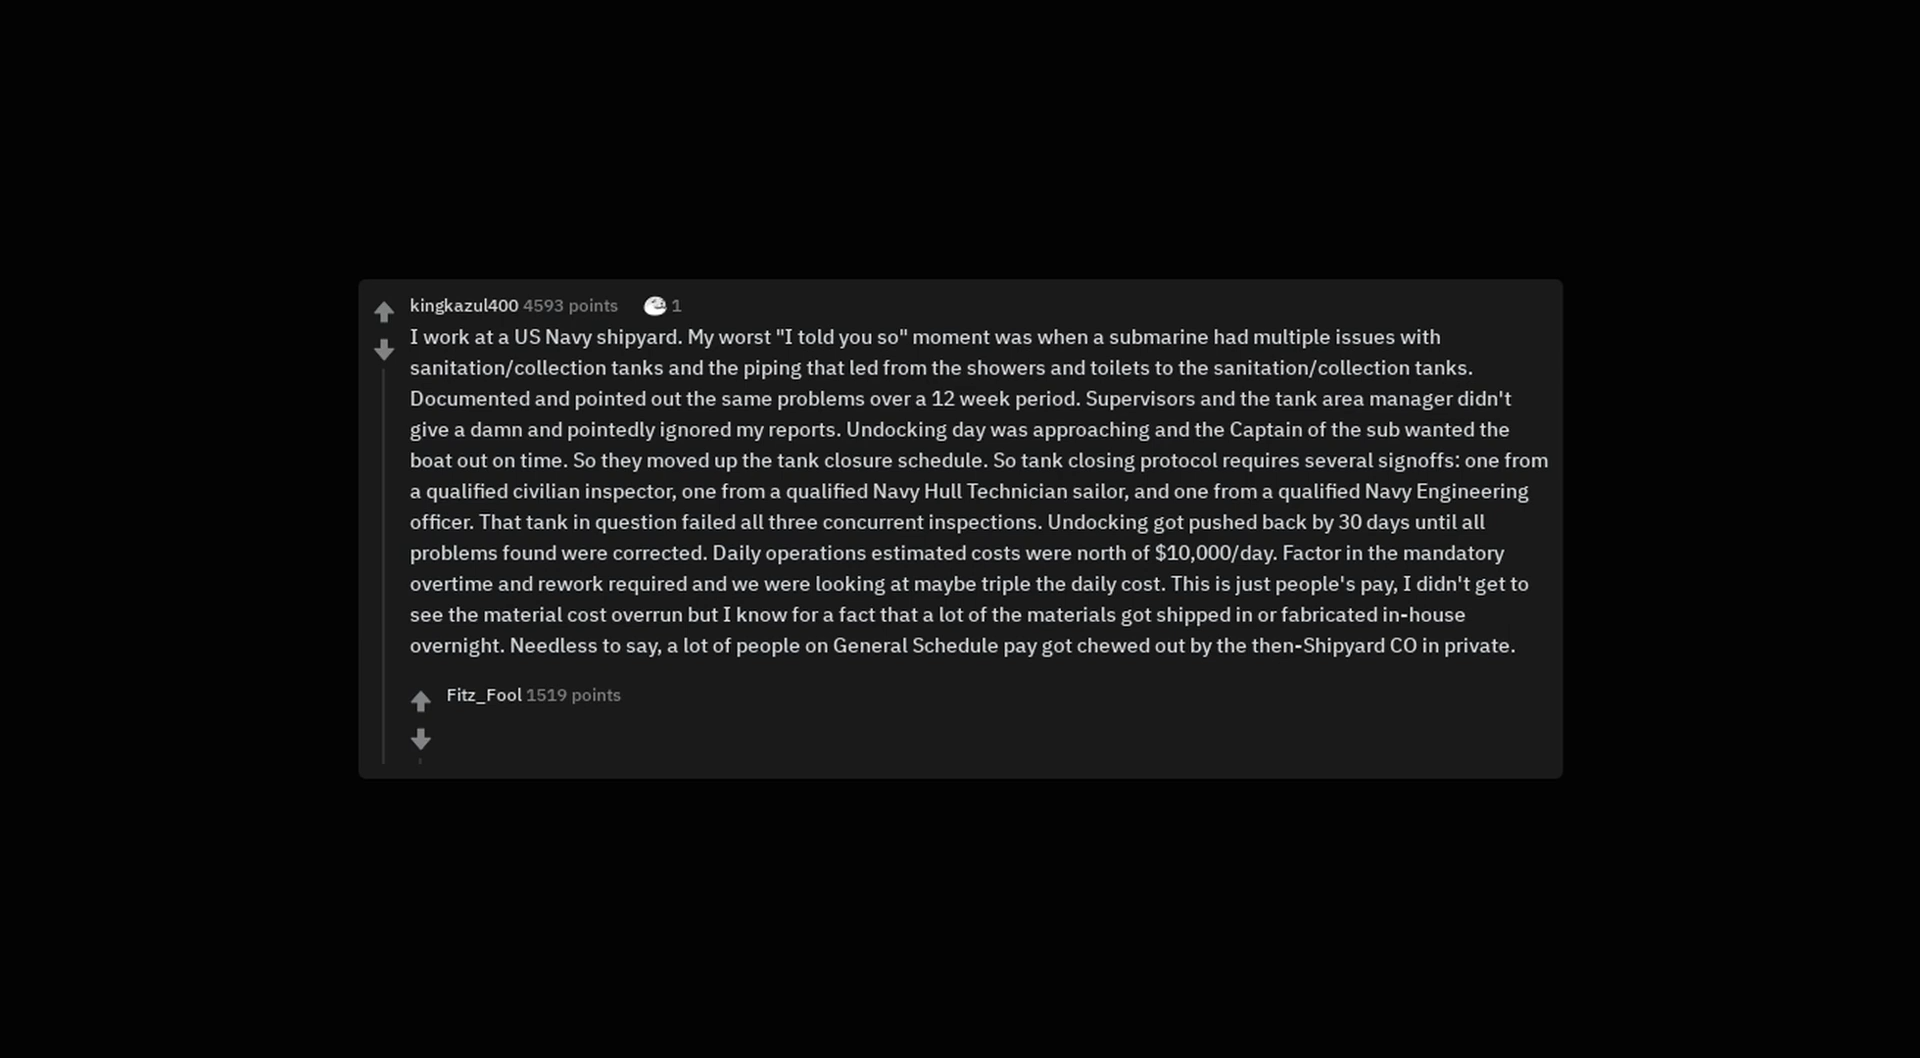 kingkazul400 4593 points 1
I work at a US Navy shipyard. My worst "I told you so" moment was when a submarine had multiple issues with
sanitation/collection tanks and the piping that led from the showers and toilets to the sanitation/collection tanks.
Documented and pointed out the same problems over a 12 week period. Supervisors and the tank area manager didn't
give a damn and pointedly ignored my reports. Undocking day was approaching and the Captain of the sub wanted the
boat out on time. So they moved up the tank closure schedule. So tank closing protocol requires several signoffs: one from
a qualified civilian inspector, one from a qualified Navy Hull Technician sailor, and one from a qualified Navy Engineering
officer. That tank in question failed all three concurrent inspections. Undocking got pushed back by 30 days until all
problems found were corrected. Daily operations estimated costs were north of $10,000/day. Factor in the mandatory
overtime and rework required and we were looking at maybe triple the daily cost. This is just people's pay, I didn't get to
see the material cost overrun but I know for a fact that a lot of the materials got shipped in or fabricated in-house
overnight. Needless to say, a lot of people on General Schedule pay got chewed out by the then-Shipyard CO in private.
Fitz_Fool 1519 points